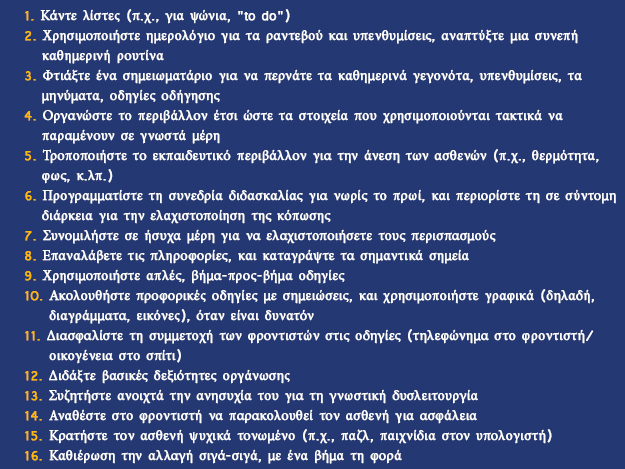 1. Κάντε λίστες (π.χ., για ψώνια, "to do")
2. Χρησιμοποιήστε ημερολόγιο για τα ραντεβού και υπενθυμίσεις, αναπτύξτε μια συνεπή
καθημερινή ρουτίνα
3. Φτιάξτε ένα σημειωματάριο για να περνάτε τα καθημερινά γεγονότα, υπενθυμίσεις, τα
μηνύματα, οδηγίες οδήγησης
4. Οργανώστε το περιβάλλον έτσι ώστε τα στοιχεία που χρησιμοποιούνται τακτικά να
παραμένουν σε γνωστά μέρη
5. Τροποποιήστε το εκπαιδευτικό περιβάλλον για την άνεση των ασθενών (π.χ., θερμότητα,
φως, κ.λπ.)
6. Προγραμματίστε τη συνεδρία διδασκαλίας για νωρίς το πρωί, και περιορίστε τη σε σύντομη
διάρκεια για την ελαχιστοποίηση της κόπωσης
7. Συνομιλήστε σε ήσυχα μέρη για να ελαχιστοποιήσετε τους περισπασμούς
8. Επαναλάβετε τις πληροφορίες, και καταγράψτε τα σημαντικά σημεία
9. Χρησιμοποιήστε απλές, βήμα-προς-βήμα οδηγίες
10. Ακολουθήστε προφορικές οδηγίες με σημειώσεις, και χρησιμοποιήστε γραφικά (δηλαδή,
διαγράμματα, εικόνες), όταν είναι δυνατόν
11. Διασφαλίστε τη συμμετοχή των φροντιστών στις οδηγίες (τηλεφώνημα στο φροντιστή/
οικογένεια στο σπίτι)
12. Διδάξτε βασικές δεξιότητες οργάνωσης
13. Συζητήστε ανοιχτά την ανησυχία του για τη γνωστική δυσλειτουργία
14. Αναθέστε στο φροντιστή να παρακολουθεί τον ασθενή για ασφάλεια
15. Κρατήστε τον ασθενή ψυχικά τονωμένο (π.χ., παζλ, παιχνίδια στον υπολογιστή)
16. Καθιέρωση την αλλαγή σιγά-σιγά, με ένα βήμα τη φορά